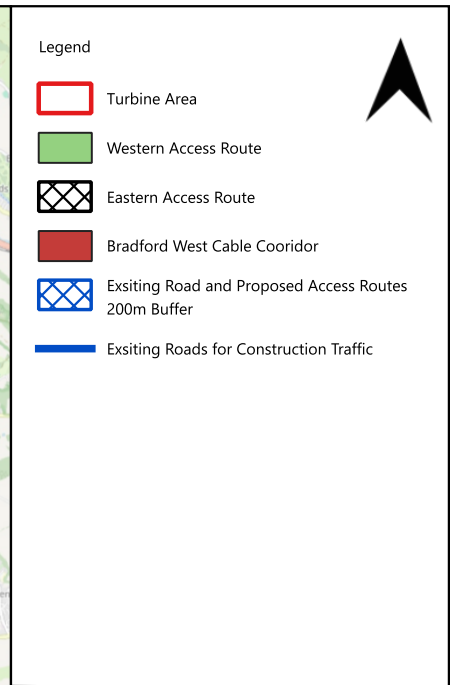 Legend
Turbine Area
Western Access Route
Eastern Access Route
Bradford West Cable Cooridor
Exsiting Road and Proposed Access Routes
200m Buffer
Exsiting Roads for Construction Traffic